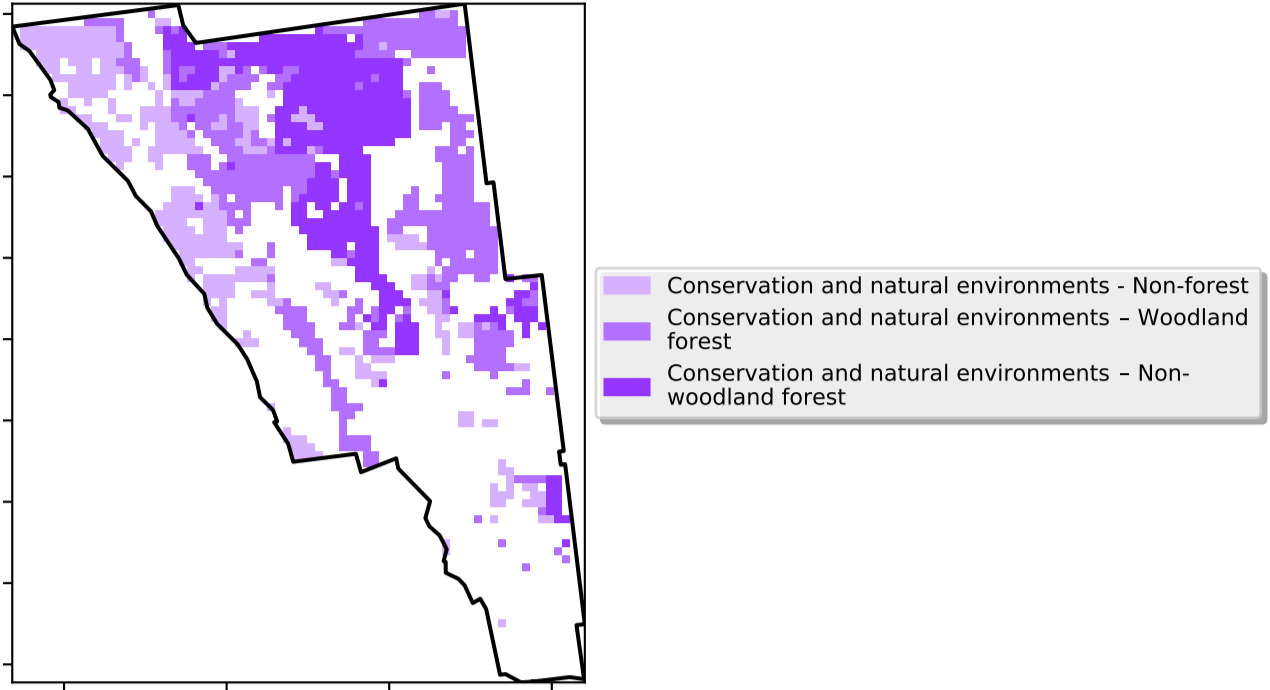 Conservation and natural environments - Non-forest
Conservation and natural environments – Woodland
forest
Conservation and natural environments – Non-
woodland forest